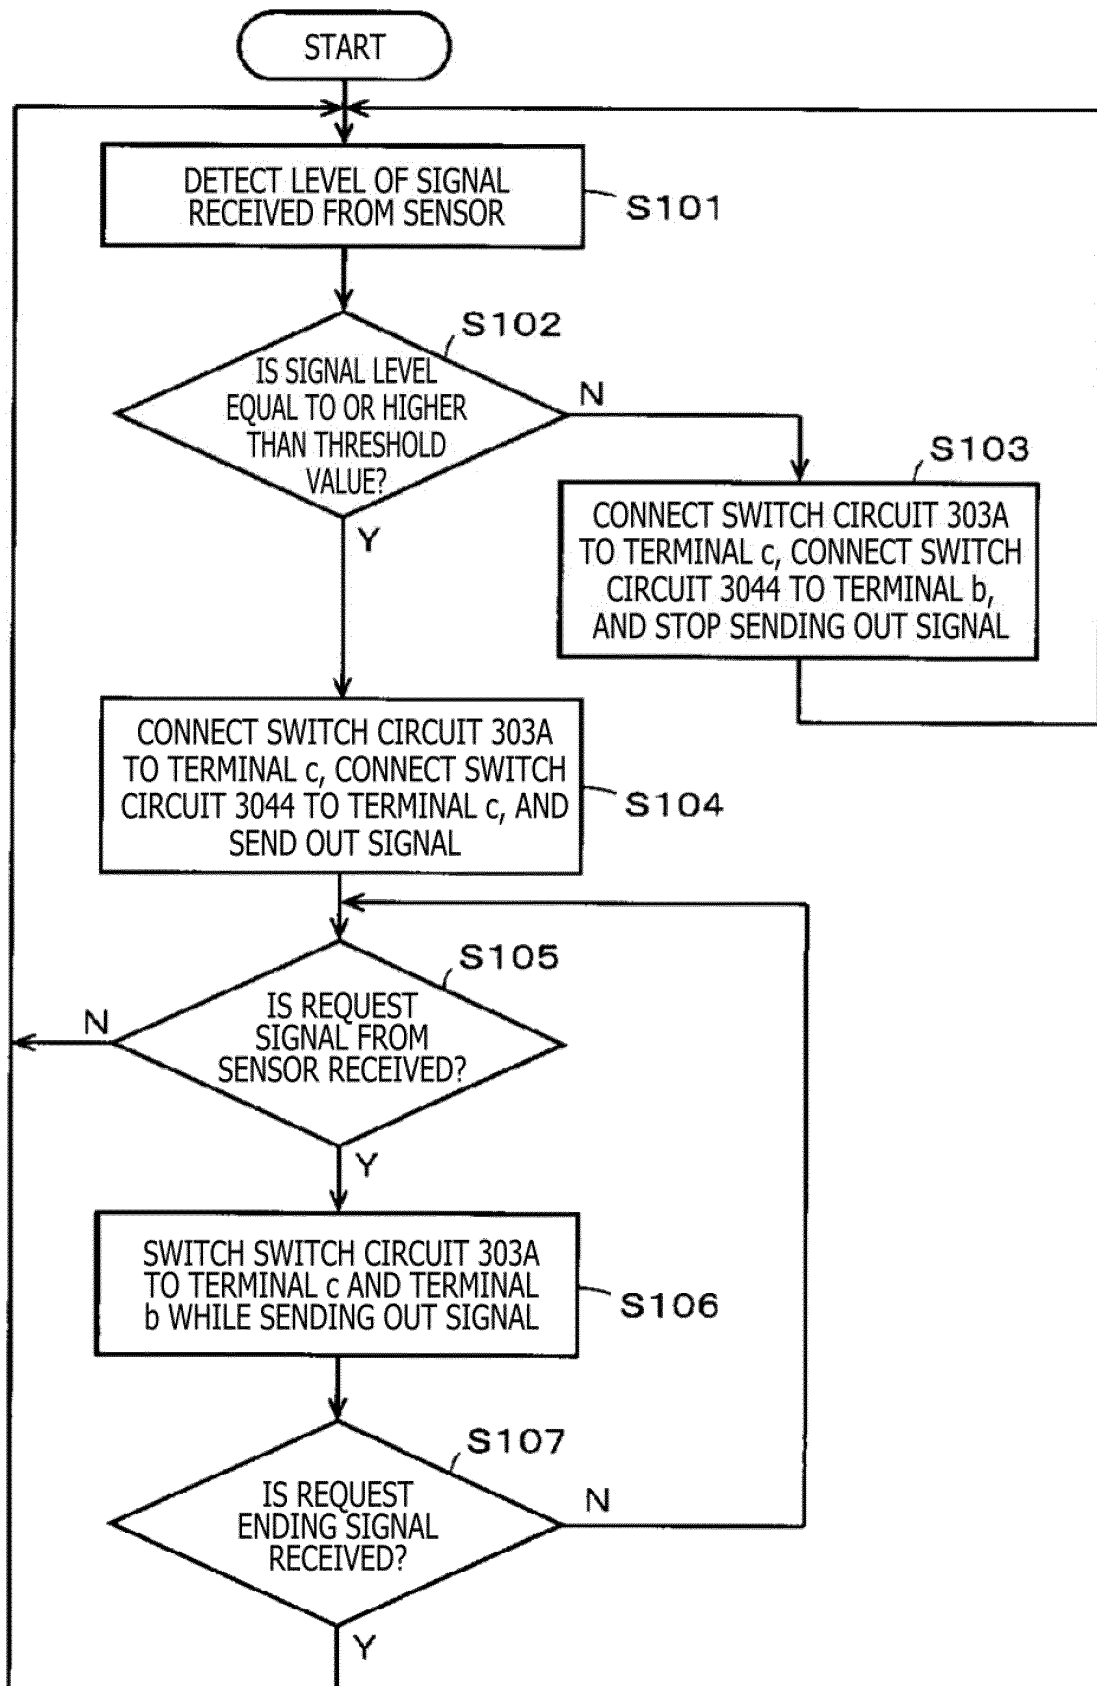 START
DETECT LEVEL OF SIGNAL
RECEIVED FROM SENSOR
S101
S102
IS SIGNAL LEVEL
EQUAL TO OR HIGHER
THAN THRESHOLD
VALUE?
N
Y
S103
CONNECT SWITCH CIRCUIT 303A
TO TERMINAL c, CONNECT SWITCH
CIRCUIT 3044 TO TERMINAL b,
AND STOP SENDING OUT SIGNAL
CONNECT SWITCH CIRCUIT 303A
TO TERMINAL c, CONNECT SWITCH
CIRCUIT 3044 TO TERMINAL c, AND
SEND OUT SIGNAL
S104
S105
IS REQUEST
SIGNAL FROM
SENSOR RECEIVED?
N
Y
SWITCH SWITCH CIRCUIT 303A
TO TERMINAL c AND TERMINAL
b WHILE SENDING OUT SIGNAL
S106
S107
IS REQUEST
ENDING SIGNAL
RECEIVED?
N
Y